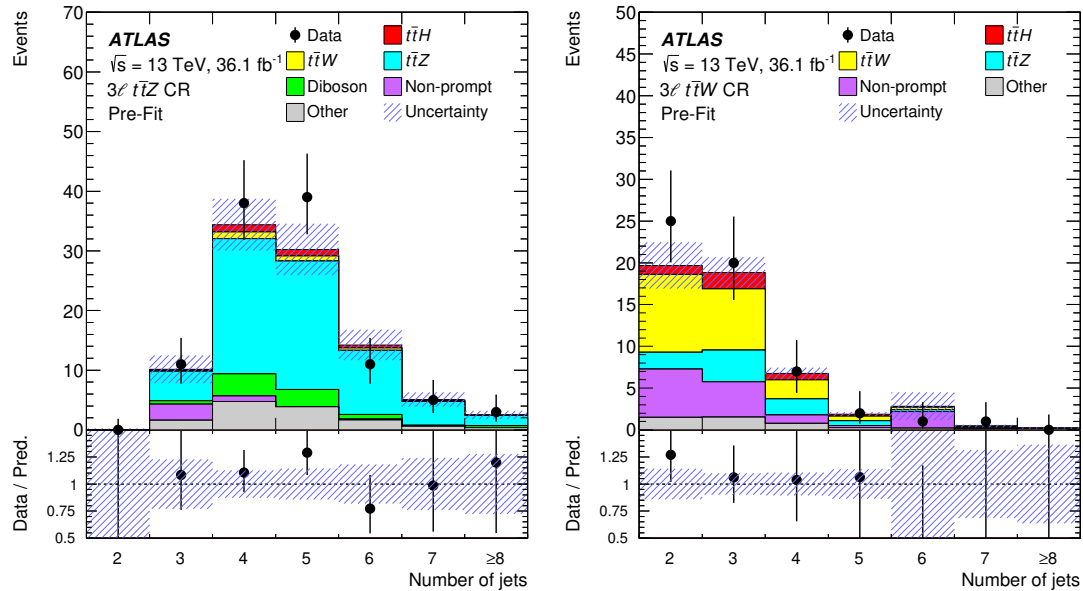 Events
70
60
50
40
30
20
10
0
ATLAS
√s = 13 TeV, 36.1 fb⁻¹
3ℓ tt̄Z CR
Pre-Fit
Data
tt̄H
tt̄W
tt̄Z
Diboson
Non-prompt
Other
Uncertainty
Data / Pred.
1.25
1
0.75
0.5
2 3 4 5 6 7 ≥8
Number of jets
Events
50
45
40
35
30
25
20
15
10
5
0
ATLAS
√s = 13 TeV, 36.1 fb⁻¹
3ℓ tt̄W CR
Pre-Fit
Data
tt̄H
tt̄W
tt̄Z
Non-prompt
Other
Uncertainty
Data / Pred.
1.25
1
0.75
0.5
2 3 4 5 6 7 ≥8
Number of jets